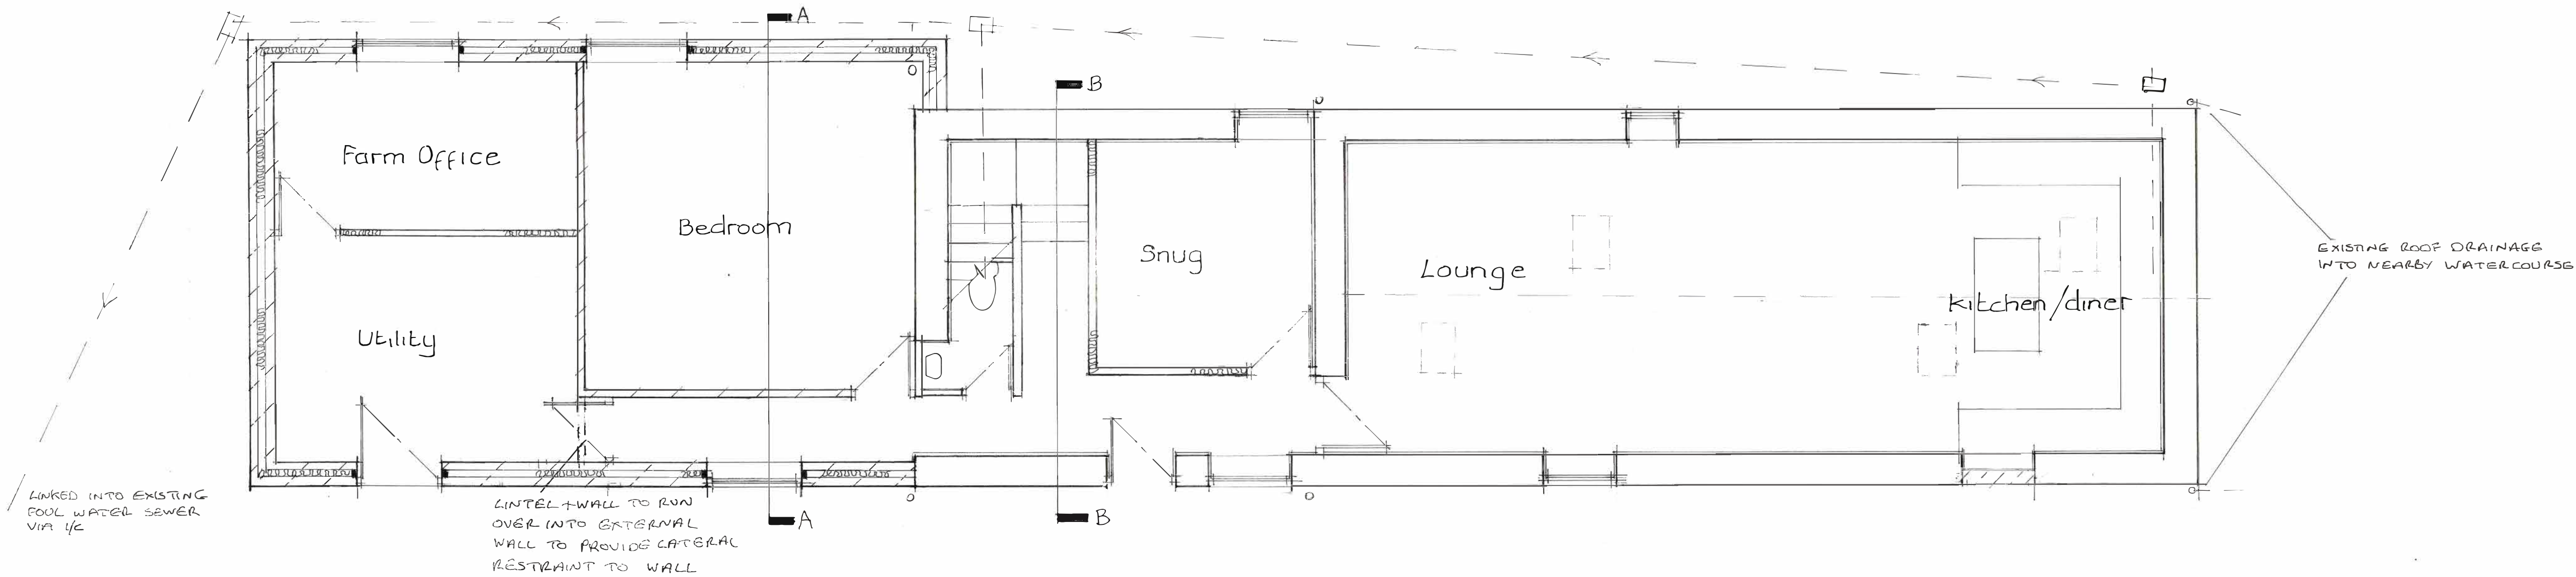 A
B
Farm Office
Bedroom
Snug
Lounge
Kitchen/diner
Utility
EXISTING ROOF DRAINAGE
INTO NEARBY WATERCOURSE
LINKED INTO EXISTING
FOUL WATER SEWER
VIA I/C
LINTEL + WALL TO RUN
OVER INTO EXTERNAL
WALL TO PROVIDE LATERAL
RESTRAINT TO WALL
A
B